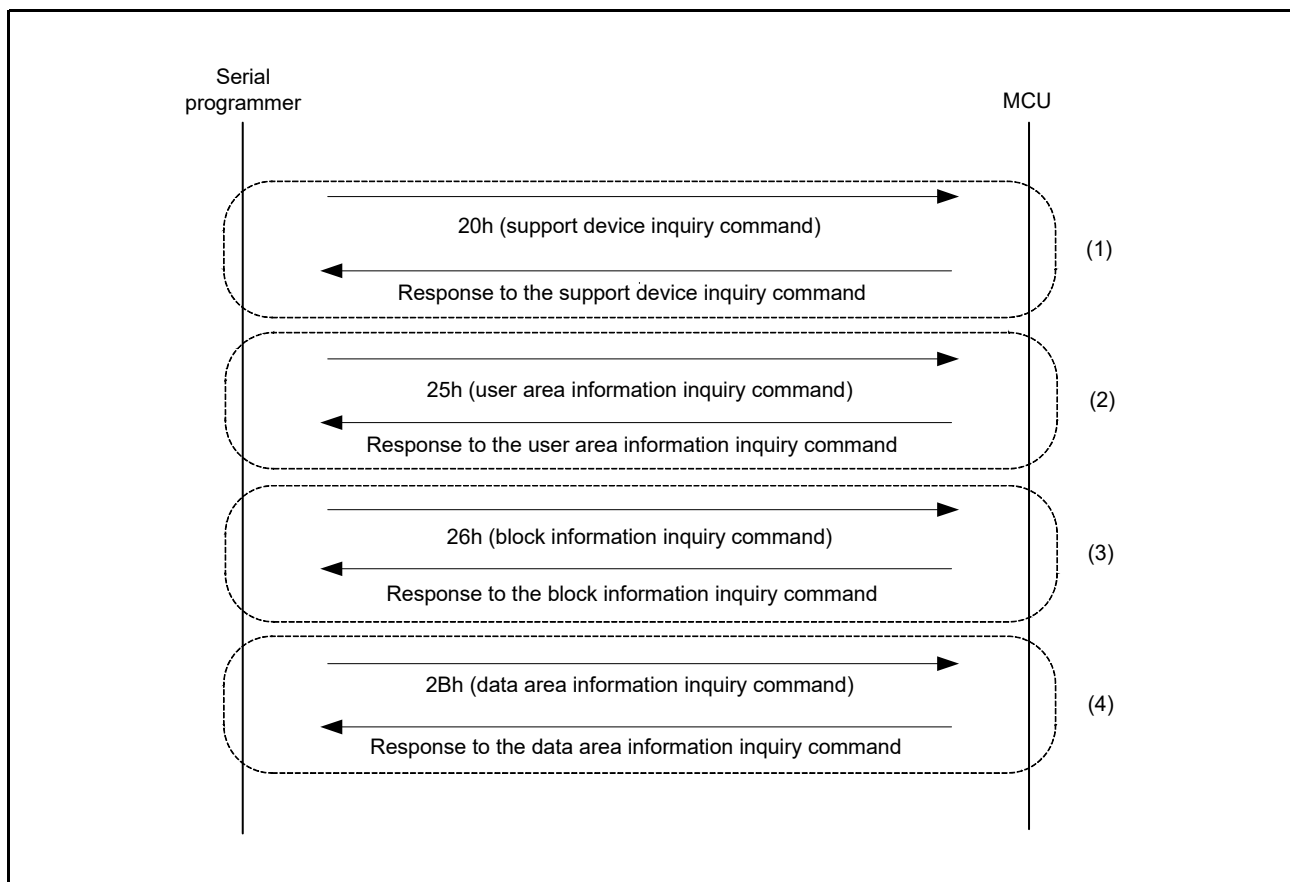 Serial
programmer
MCU
20h (support device inquiry command)
(1)
Response to the support device inquiry command
25h (user area information inquiry command)
(2)
Response to the user area information inquiry command
26h (block information inquiry command)
(3)
Response to the block information inquiry command
2Bh (data area information inquiry command)
(4)
Response to the data area information inquiry command